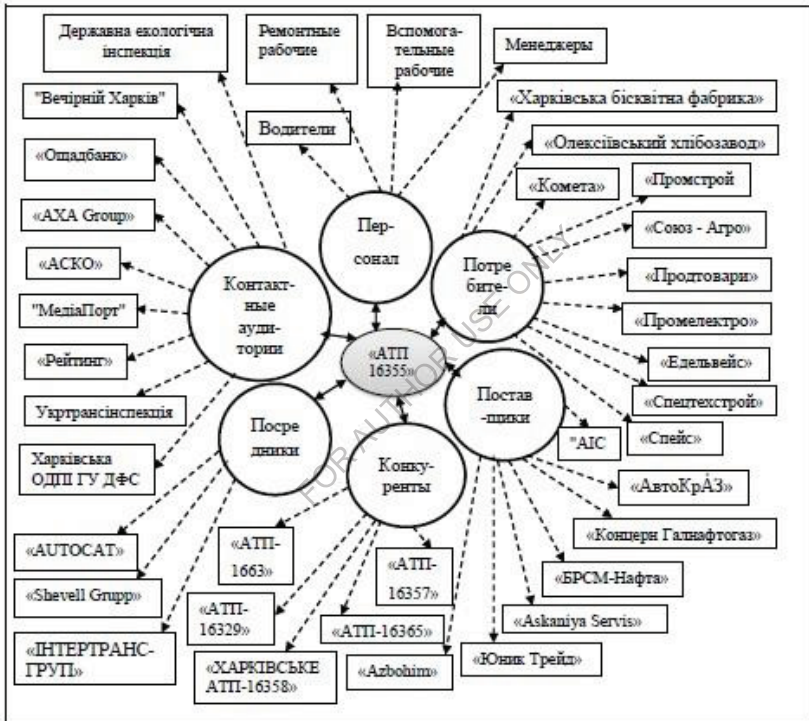 Державна екологічна
інспекція
Ремонтные
рабочие
Вспомога-
тельные
рабочие
Менеджеры
"Вечірній Харків"
Водители
«Харківська бісквітна фабрика»
«Олексіївський хлібозавод»
«Ощадбанк»
«Комета»
«Промстрой
«AXA Group»
«Союз - Агро»
«АСКО»
«Продтовари»
"МедіаПорт"
«Промелектро»
«Рейтинг»
«Едельвейс»
Укртрансінспекція
«Спецтехстрой»
«Спейс»
Харківська
ОДПІ ГУ ДФС
Пер-
сонал
Контакт-
ные
ауди-
тории
Потре
бите-
ли
«АТП
16355»
Посре
дники
Конку-
ренты
Постав
-щики
"АІС
«АвтоКрАЗ»
«Концерн Галнафтогаз»
«БРСМ-Нафта»
«Askaniya Servis»
«Юник Трейд»
«Azbohim»
«АТП-
16357»
«АТП-16365»
«ХАРКІВСЬКЕ
АТП-16358»
«АТП-
16329»
«АТП-
1663»
«AUTOCAT»
«Shevell Grupp»
«ІНТЕРТРАНС-
ГРУП»
FOR AUTHOR USE ONLY